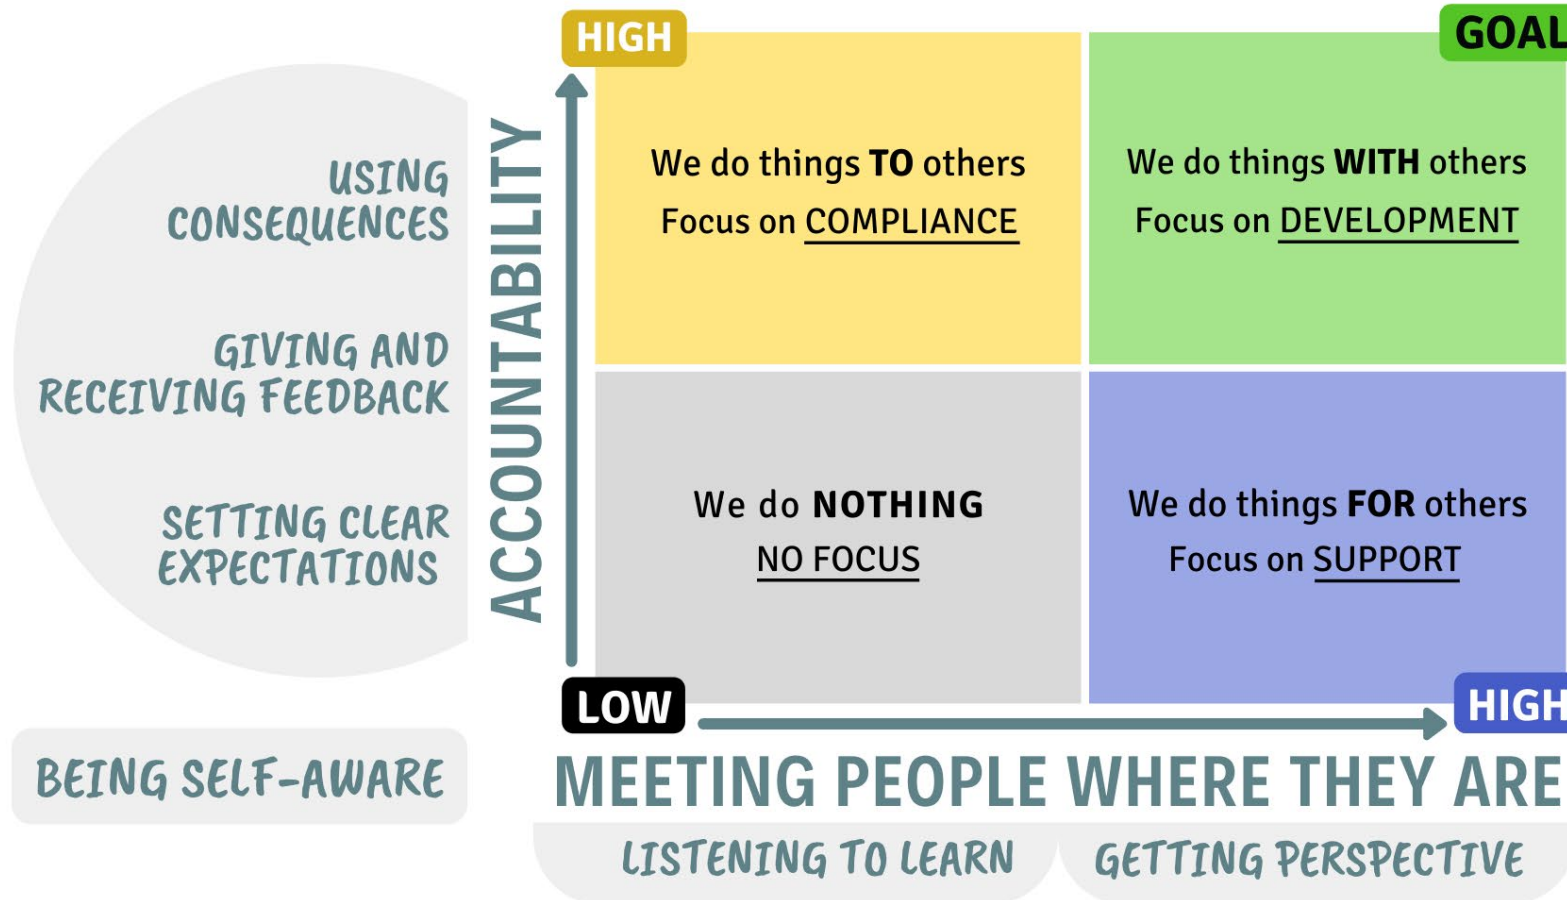 HIGH
GOAL
USING
CONSEQUENCES
GIVING AND
RECEIVING FEEDBACK
SETTING CLEAR
EXPECTATIONS
ACCOUNTABILITY
We do things TO others
Focus on COMPLIANCE
We do things WITH others
Focus on DEVELOPMENT
We do NOTHING
NO FOCUS
We do things FOR others
Focus on SUPPORT
LOW
HIGH
BEING SELF-AWARE
MEETING PEOPLE WHERE THEY ARE
LISTENING TO LEARN
GETTING PERSPECTIVE